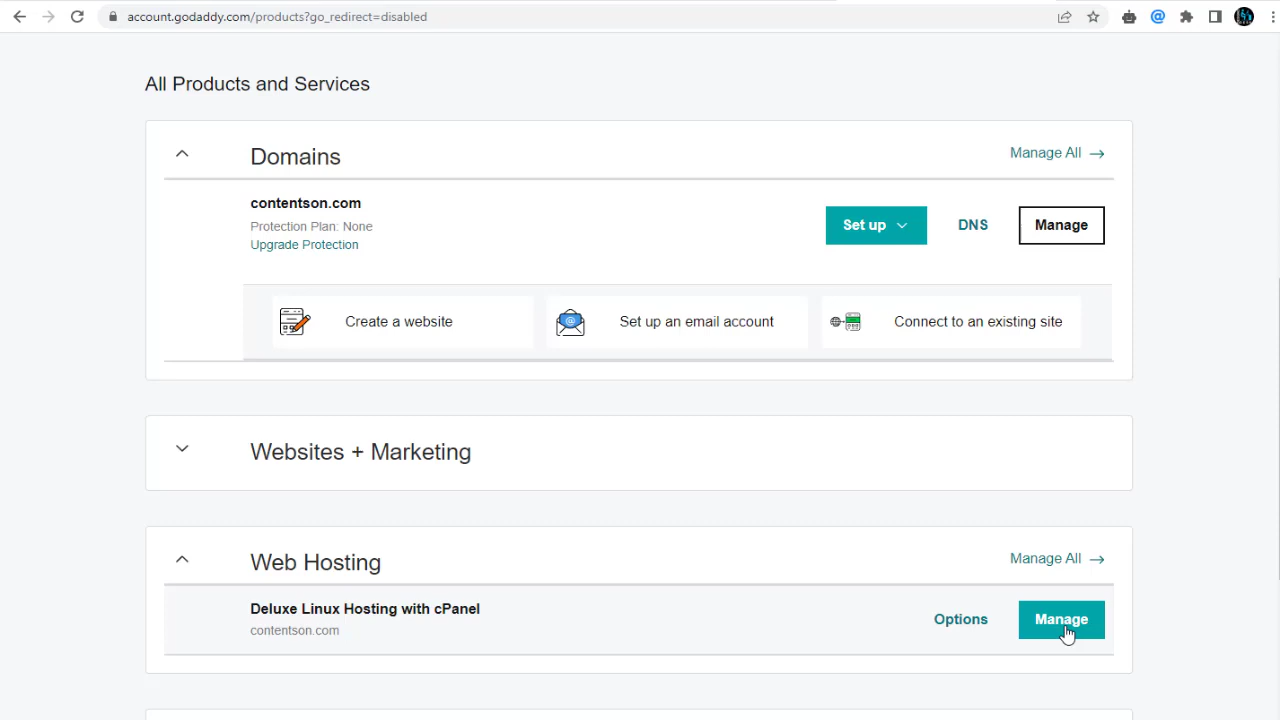 account.godaddy.com/products?go_redirect=disabled
All Products and Services
Domains
Manage All →
contentson.com
Protection Plan: None
Upgrade Protection
Set up
DNS
Manage
Create a website
Set up an email account
Connect to an existing site
Websites + Marketing
Web Hosting
Manage All →
Deluxe Linux Hosting with cPanel
contentson.com
Options
Manage